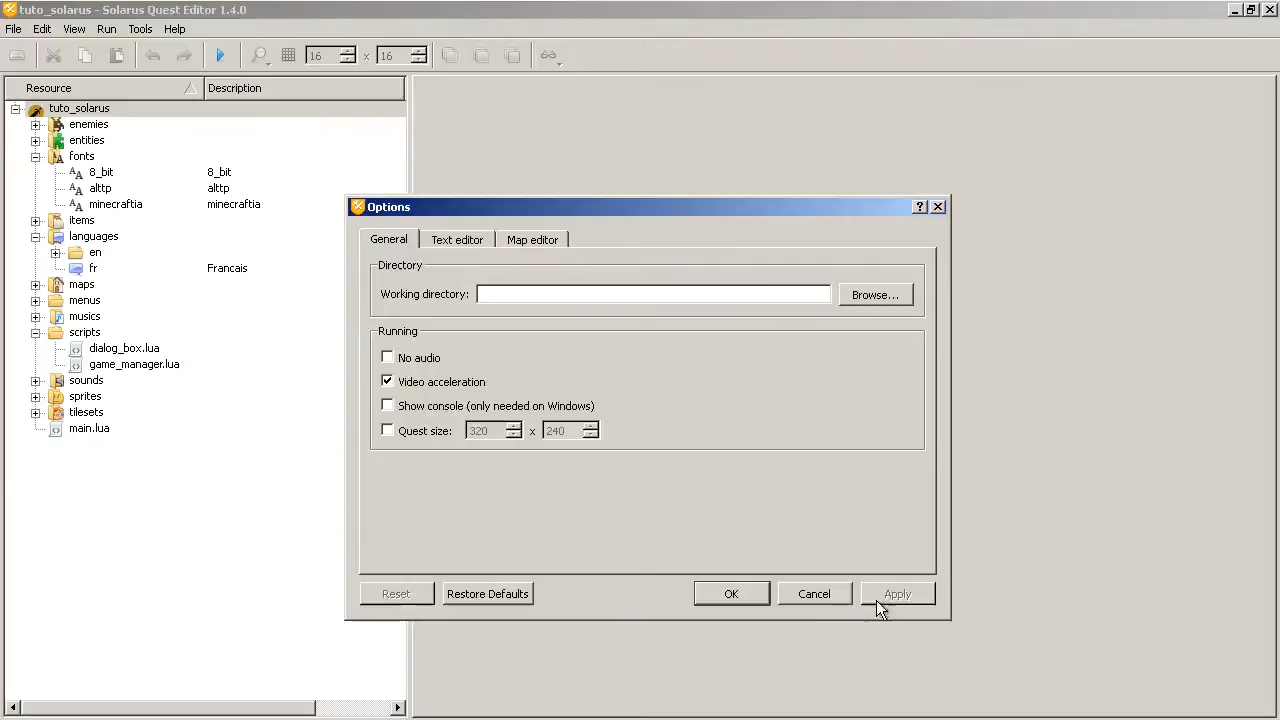 tuto_solarus - Solarus Quest Editor 1.4.0
File Edit View Run Tools Help
16 x 16
Resource Description
tuto_solarus
enemies
entities
fonts
8_bit 8_bit
alttp alttp
minecraftia minecraftia
items
languages
en
fr Francais
maps
menus
musics
scripts
dialog_box.lua
game_manager.lua
sounds
sprites
tilesets
main.lua
Options
General Text editor Map editor
Directory
Working directory: Browse...
Running
No audio
Video acceleration
Show console (only needed on Windows)
Quest size: 320 x 240
Reset Restore Defaults OK Cancel Apply